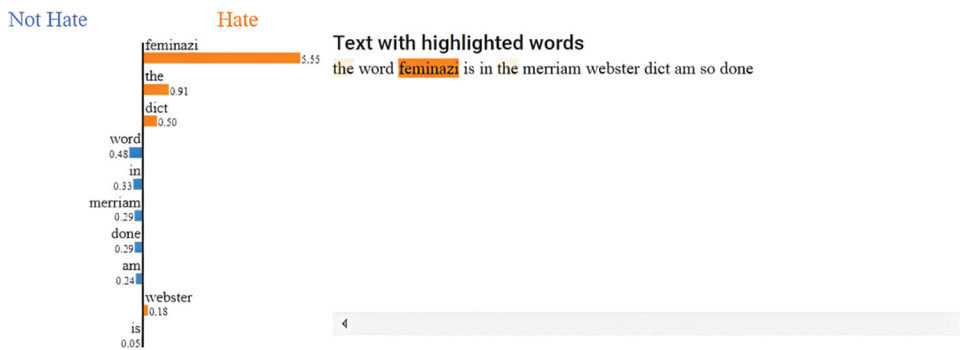 Not Hate Hate
feminazi
5.55
the
0.91
dict
0.50
word
0.48
in
0.33
merriam
0.29
done
0.29
am
0.24
webster
0.18
is
0.05
Text with highlighted words
the word feminazi is in the merriam webster dict am so done